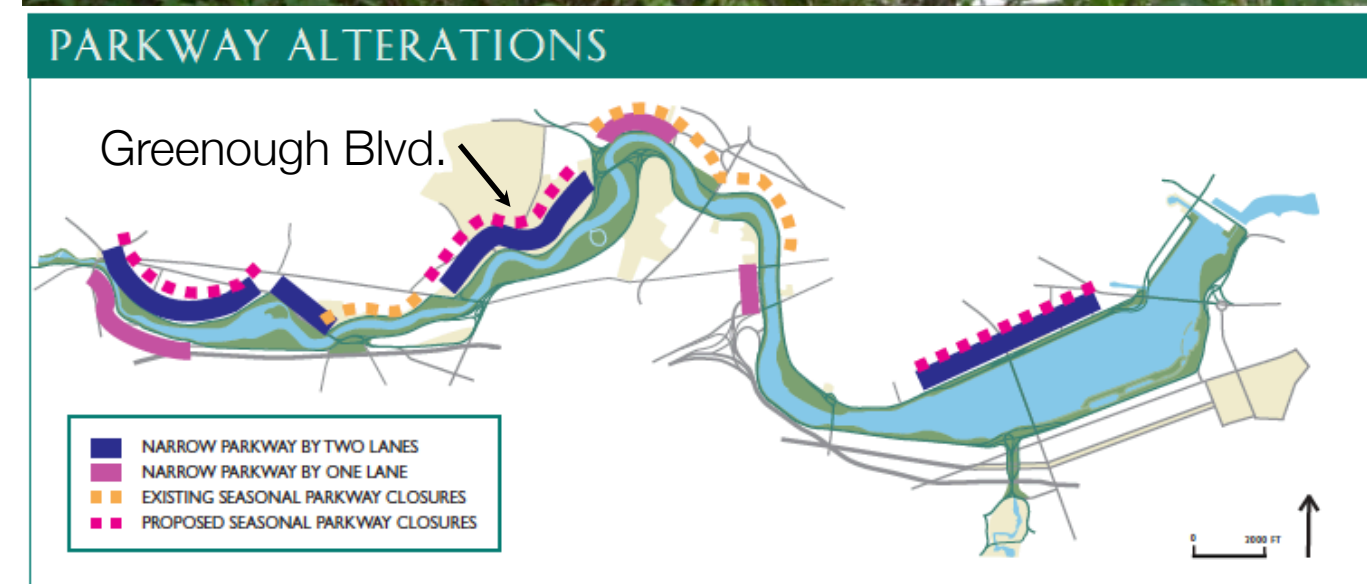 PARKWAY ALTERATIONS
Greenough Blvd.
NARROW PARKWAY BY TWO LANES
NARROW PARKWAY BY ONE LANE
EXISTING SEASONAL PARKWAY CLOSURES
PROPOSED SEASONAL PARKWAY CLOSURES
0 2000 FT